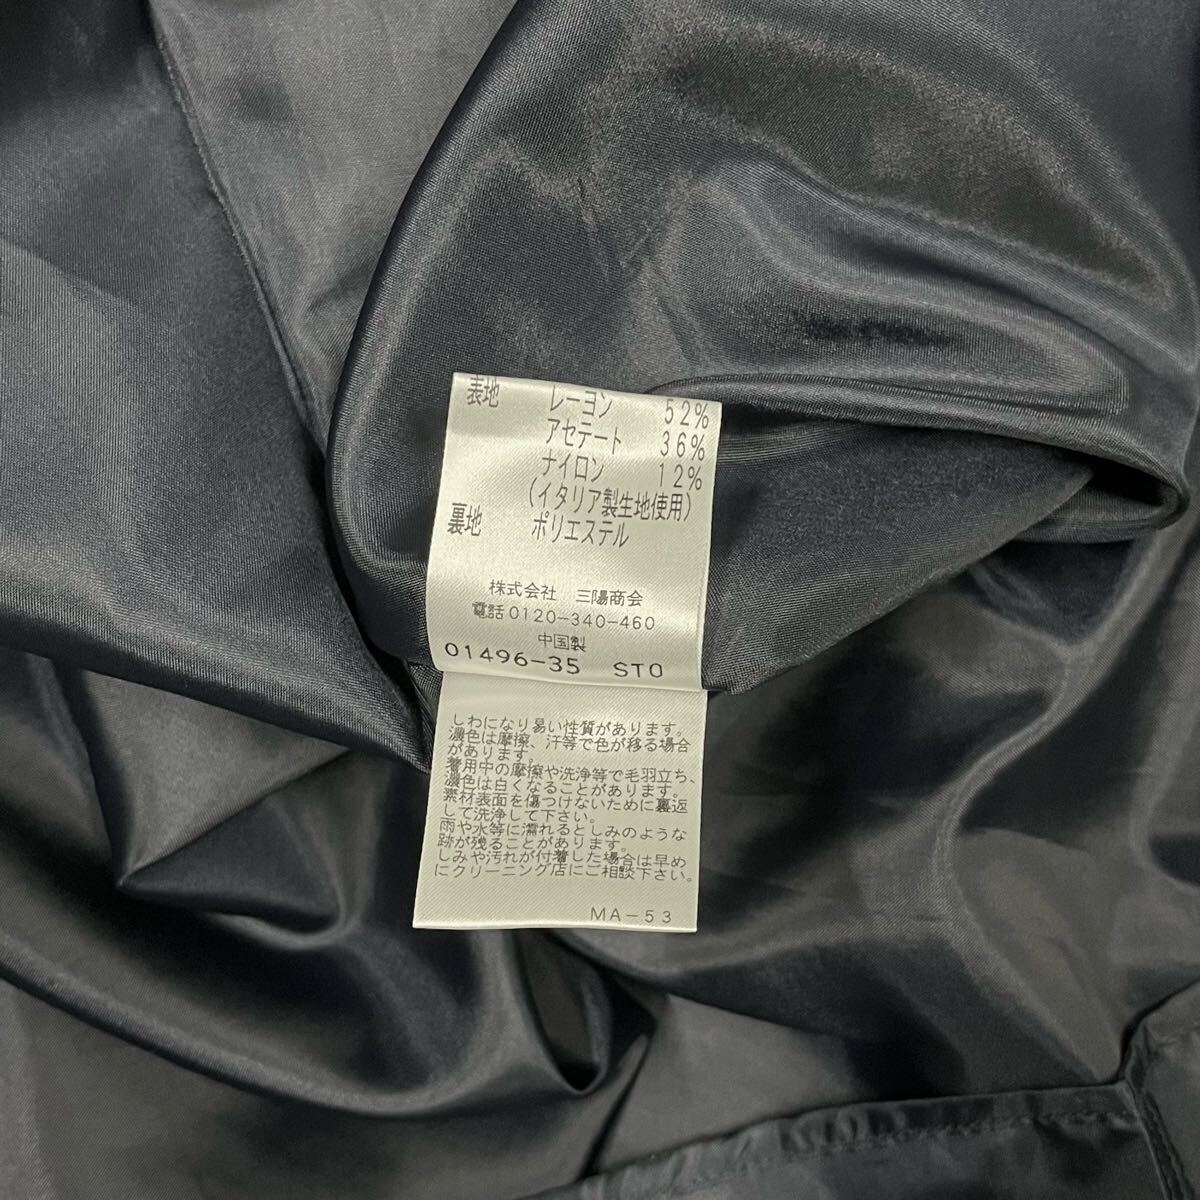 表地 レーヨン 52%
アセテート 36%
ナイロン 12%
(イタリア製生地使用)
裏地 ポリエステル
株式会社 三陽商会
電話0120-340-460
中国製
01496-35 STO
しわになり易い性質があります。
濃色は摩擦、汗等で色が移る場合
があります。
着用中の摩擦や洗浄等で毛羽立ち、
濃色は白くなることがあります。
素材表面を傷つけないために裏返
して洗浄して下さい。
雨や水等に濡れるとしみのような
跡が残ることがあります。
しみや汚れが付着した場合は早め
にクリーニング店にご相談下さい。
MA-53